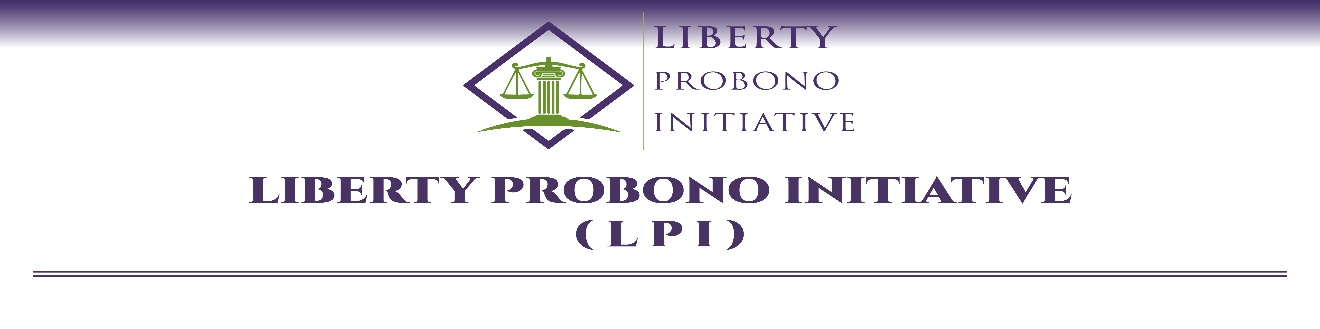 LIBERTY
PROBONO
INITIATIVE
LIBERTY PROBONO INITIATIVE
( L P I )